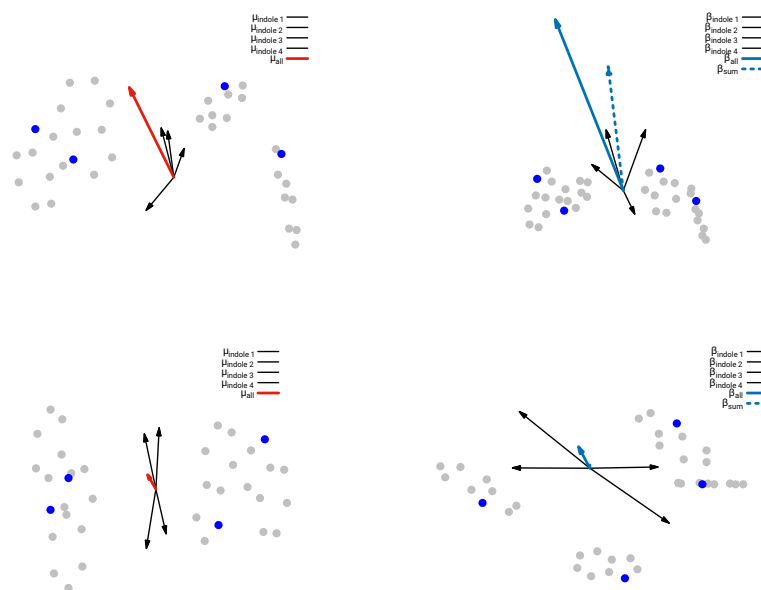 μindole 1
μindole 2
μindole 3
μindole 4
μall
βindole 1
βindole 2
βindole 3
βindole 4
βall
βsum
μindole 1
μindole 2
μindole 3
μindole 4
μall
βindole 1
βindole 2
βindole 3
βindole 4
βall
βsum